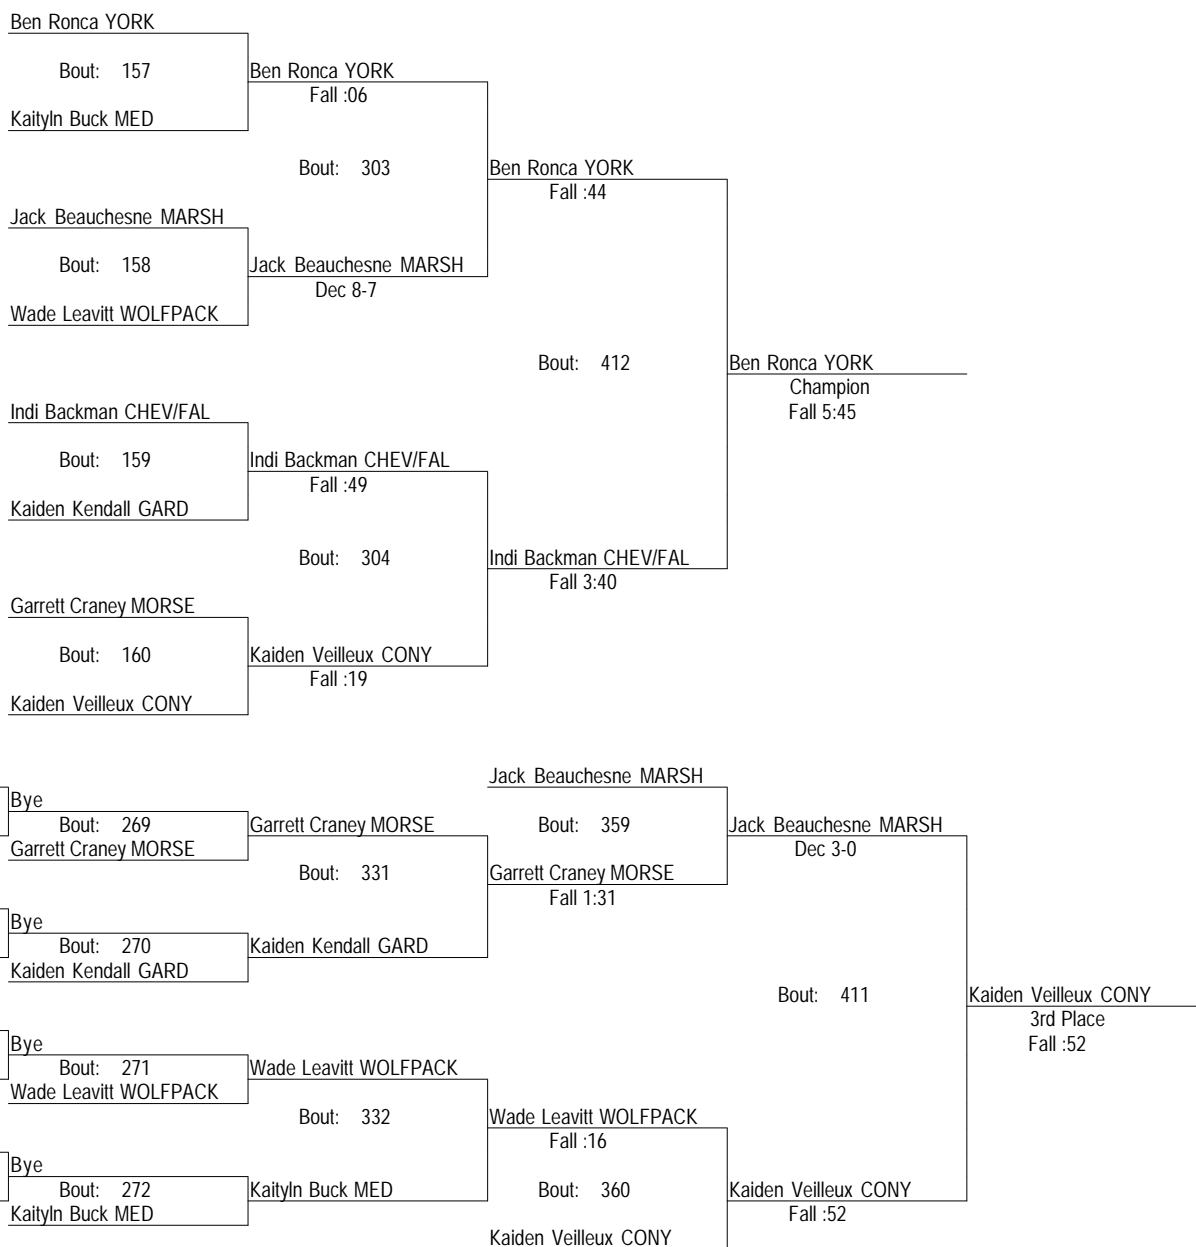 Ben Ronca YORK
Bout: 157
Ben Ronca YORK
Fall :06
Kaityln Buck MED
Bout: 303
Ben Ronca YORK
Fall :44
Jack Beauchesne MARSH
Bout: 158
Jack Beauchesne MARSH
Dec 8-7
Wade Leavitt WOLFPACK
Bout: 412
Ben Ronca YORK
Champion
Fall 5:45
Indi Backman CHEV/FAL
Bout: 159
Indi Backman CHEV/FAL
Fall :49
Kaiden Kendall GARD
Bout: 304
Indi Backman CHEV/FAL
Fall 3:40
Garrett Craney MORSE
Bout: 160
Kaiden Veilleux CONY
Fall :19
Kaiden Veilleux CONY
Jack Beauchesne MARSH
Bye
Bout: 269
Garrett Craney MORSE
Bout: 359
Jack Beauchesne MARSH
Dec 3-0
Garrett Craney MORSE
Bout: 331
Garrett Craney MORSE
Fall 1:31
Bye
Bout: 270
Kaiden Kendall GARD
Kaiden Kendall GARD
Bout: 411
Kaiden Veilleux CONY
3rd Place
Fall :52
Bye
Bout: 271
Wade Leavitt WOLFPACK
Wade Leavitt WOLFPACK
Bout: 332
Wade Leavitt WOLFPACK
Fall :16
Bye
Bout: 272
Kaityln Buck MED
Bout: 360
Kaiden Veilleux CONY
Fall :52
Kaityln Buck MED
Kaiden Veilleux CONY